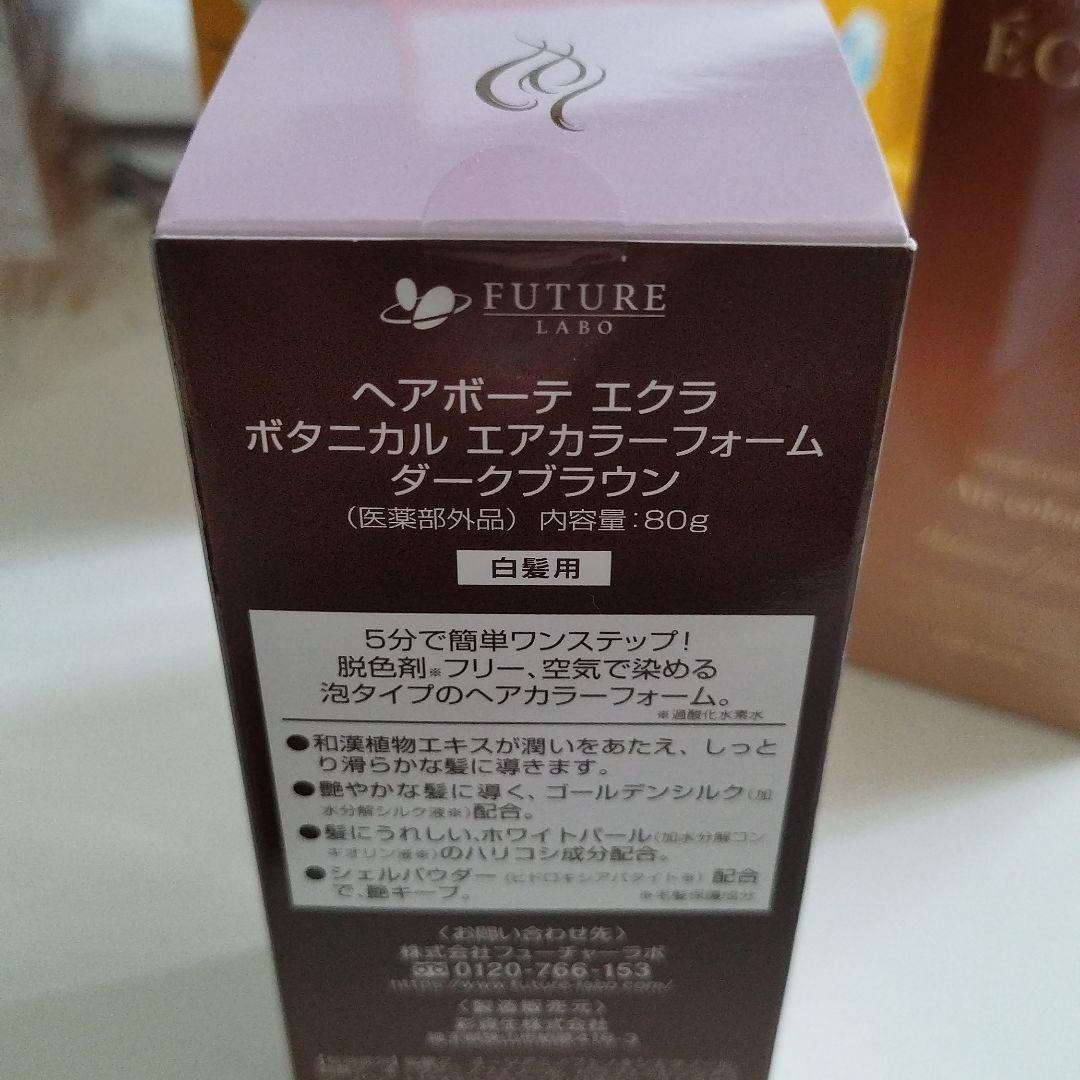 FUTURE
LABO
ヘアボーテ エクラ
ボタニカル エアカラーフォーム
ダークブラウン
（医薬部外品） 内容量：80g
白髪用
5分で簡単ワンステップ！
脱色剤※フリー、空気で染める
泡タイプのヘアカラーフォーム。
※過酸化水素水
●和漢植物エキスが潤いをあたえ、しっと
り滑らかな髪に導きます。
●艶やかな髪に導く、ゴールデンシルク（加
水分解シルク液※）配合。
●髪にうれしい、ホワイトパール（加水分解コン
キオリン液※）のハリコシ成分配合。
●シェルパウダー（ヒドロキシアパタイト※）配合
で、艶キープ。
※毛髪保護成分
〈お問い合わせ先〉
株式会社フューチャーラボ
0120-766-153
https://www.future-labo.com/
〈製造販売元〉
ÉC